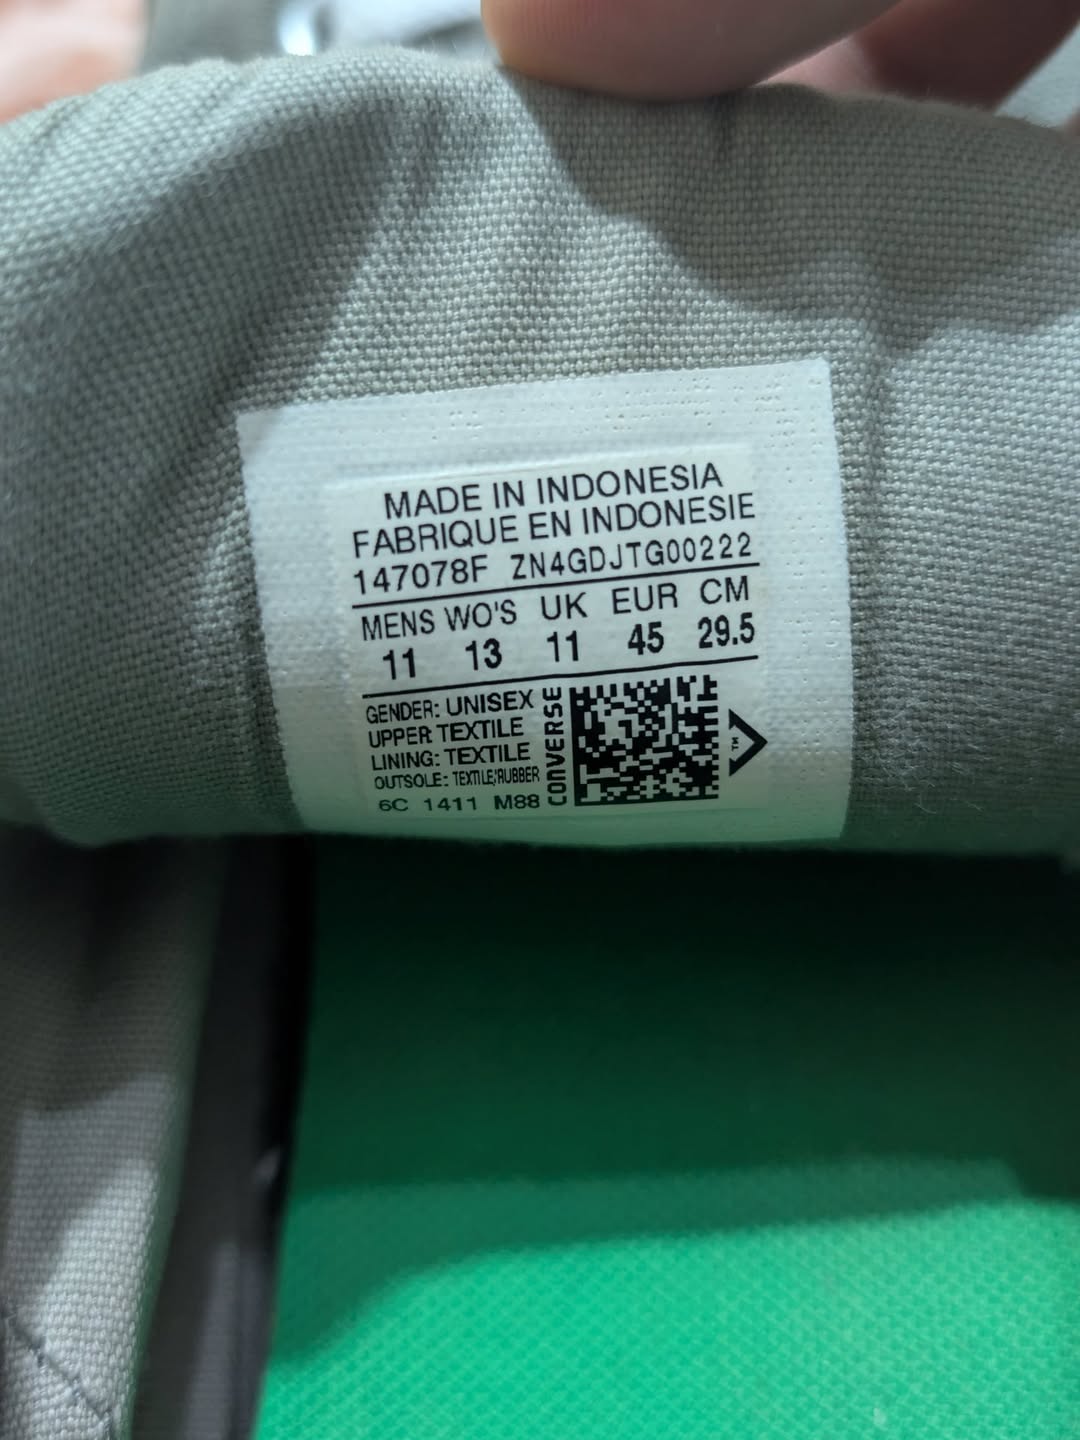 MADE IN INDONESIA
FABRIQUE EN INDONESIE
147078F ZN4GDJTG00222
MENS WO'S UK EUR CM
11 13 11 45 29.5
GENDER: UNISEX
UPPER: TEXTILE
LINING: TEXTILE
OUTSOLE: TEXTILE/RUBBER
6C 1411 M88
CONVERSE
TM